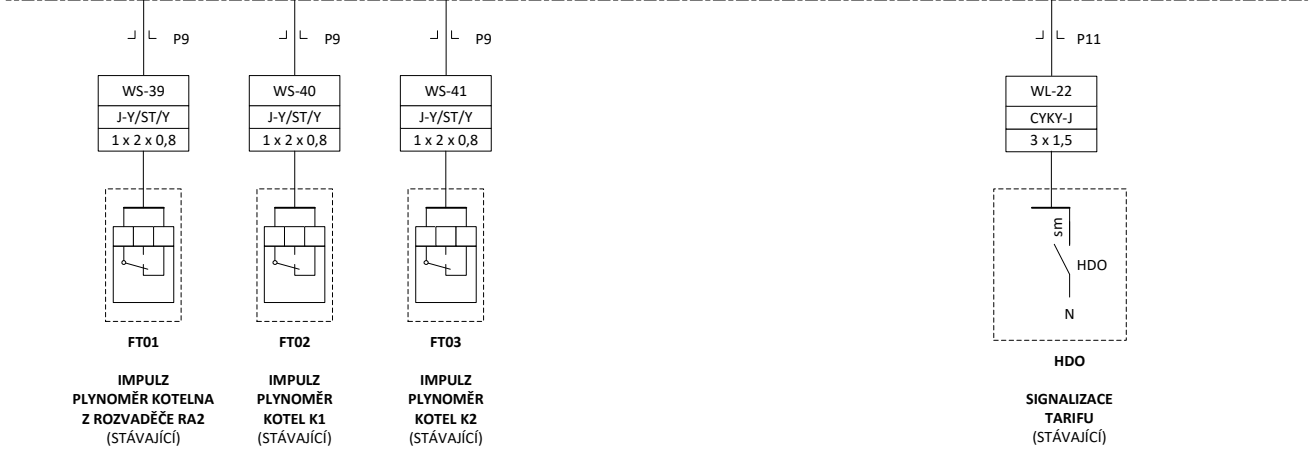 P9
P9
P9
P11
WS-39
J-Y/ST/Y
1 x 2 x 0,8
WS-40
J-Y/ST/Y
1 x 2 x 0,8
WS-41
J-Y/ST/Y
1 x 2 x 0,8
WL-22
CYKY-J
3 x 1,5
sm
HDO
N
FT01
IMPULZ
PLYNOMĚR KOTELNA
Z ROZVADĚČE RA2
(STÁVAJÍCÍ)
FT02
IMPULZ
PLYNOMĚR
KOTEL K1
(STÁVAJÍCÍ)
FT03
IMPULZ
PLYNOMĚR
KOTEL K2
(STÁVAJÍCÍ)
HDO
SIGNALIZACE
TARIFU
(STÁVAJÍCÍ)